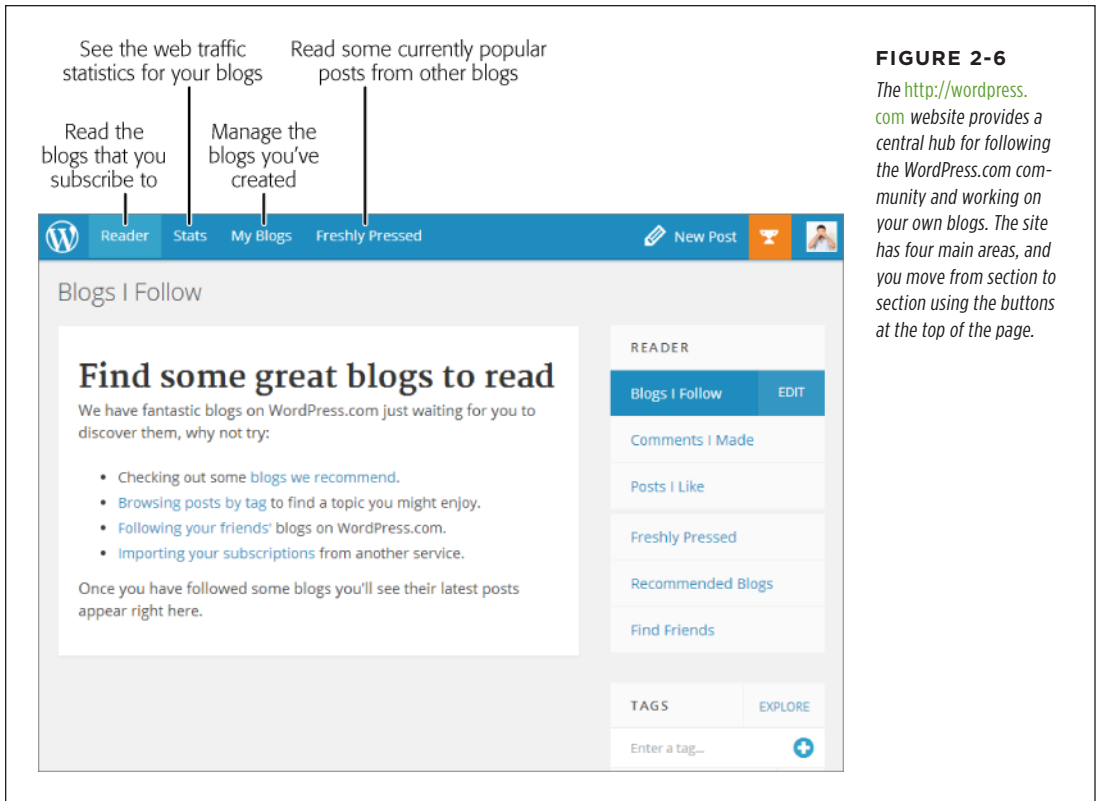 See the web traffic
statistics for your blogs
Read some currently popular
posts from other blogs
Read the
blogs that you
subscribe to
Manage the
blogs you've
created
Reader Stats My Blogs Freshly Pressed New Post
Blogs I Follow
Find some great blogs to read
We have fantastic blogs on WordPress.com just waiting for you to
discover them, why not try:
• Checking out some blogs we recommend.
• Browsing posts by tag to find a topic you might enjoy.
• Following your friends' blogs on WordPress.com.
• Importing your subscriptions from another service.
Once you have followed some blogs you'll see their latest posts
appear right here.
READER
Blogs I Follow EDIT
Comments I Made
Posts I Like
Freshly Pressed
Recommended Blogs
Find Friends
TAGS EXPLORE
Enter a tag...
FIGURE 2-6
The http://wordpress.
com website provides a
central hub for following
the WordPress.com com-
munity and working on
your own blogs. The site
has four main areas, and
you move from section to
section using the buttons
at the top of the page.